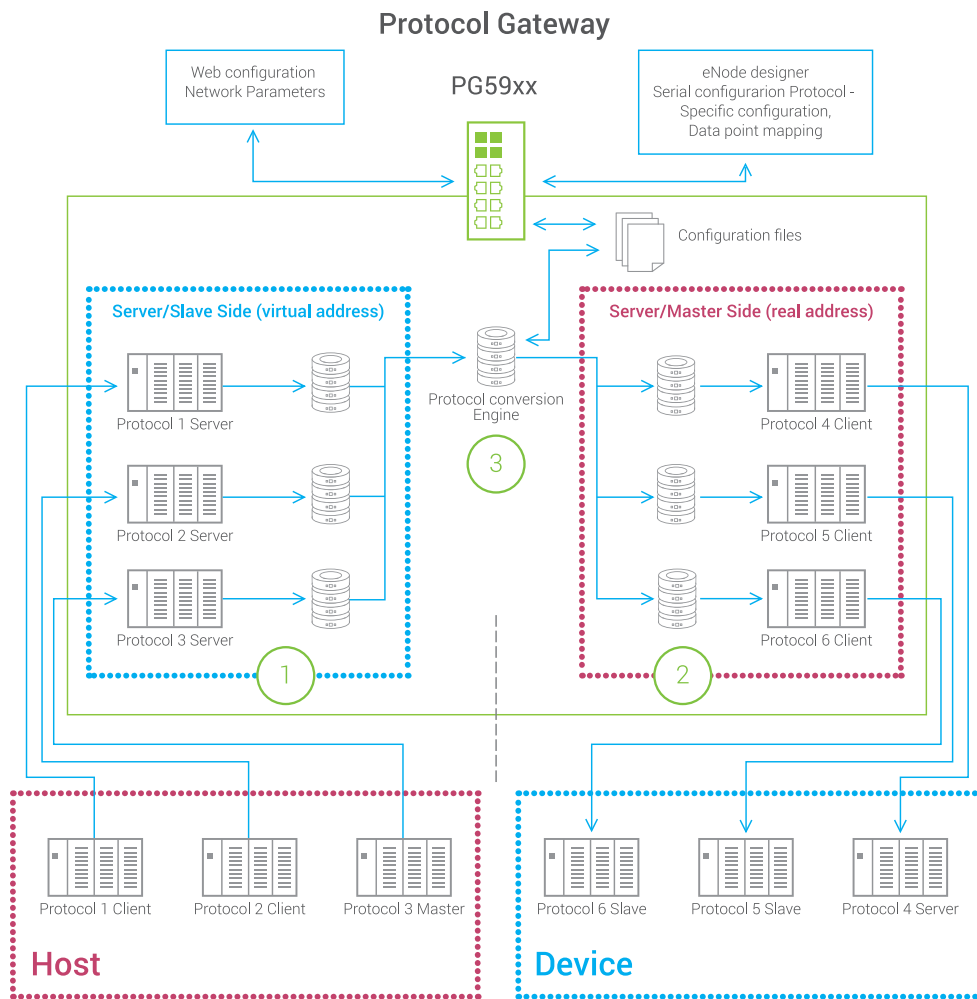 Protocol Gateway
Web configuration
Network Parameters
PG59xx
eNode designer
Serial configurarion Protocol -
Specific configuration,
Data point mapping
Configuration files
Server/Slave Side (virtual address)
Server/Master Side (real address)
Protocol 1 Server
Protocol conversion
Engine
Protocol 4 Client
3
Protocol 2 Server
Protocol 5 Client
Protocol 3 Server
Protocol 6 Client
1
2
Protocol 1 Client
Protocol 2 Client
Protocol 3 Master
Protocol 6 Slave
Protocol 5 Slave
Protocol 4 Server
Host
Device